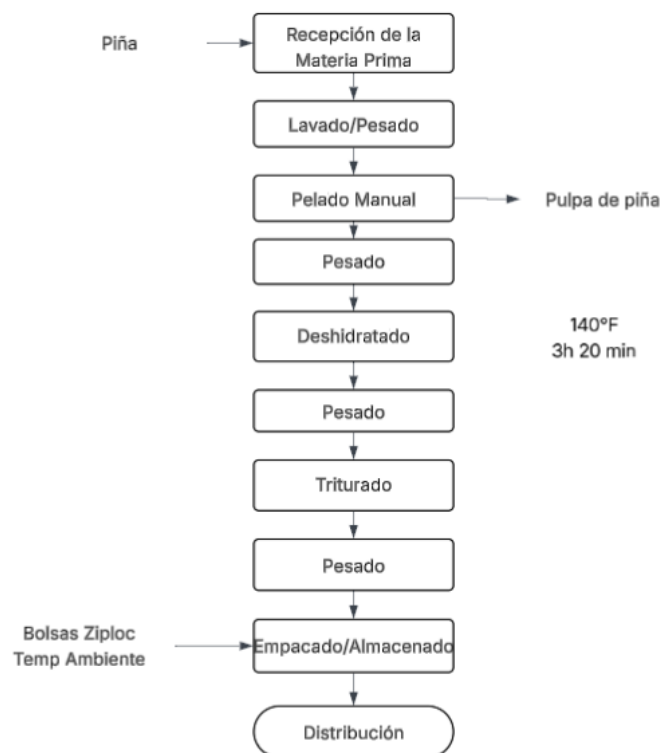 Piña
Recepción de la
Materia Prima
Lavado/Pesado
Pelado Manual
Pulpa de piña
Pesado
Deshidratado
140°F
3h 20 min
Pesado
Triturado
Pesado
Bolsas Ziploc
Temp Ambiente
Empacado/Almacenado
Distribución